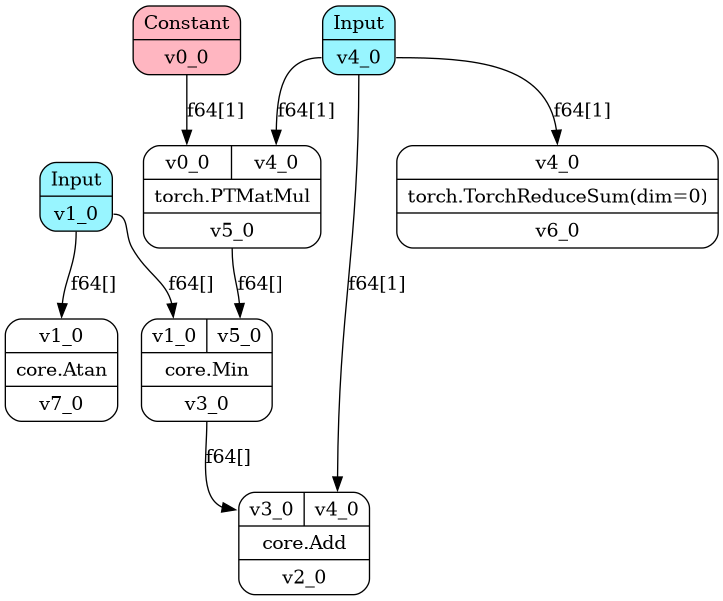 Constant
v0_0
Input
v4_0
f64[1]
f64[1]
f64[1]
v0_0 v4_0
torch.PTMatMul
v5_0
v4_0
torch.TorchReduceSum(dim=0)
v6_0
Input
v1_0
f64[]
f64[]
f64[]
f64[1]
v1_0
core.Atan
v7_0
v1_0 v5_0
core.Min
v3_0
f64[]
v3_0 v4_0
core.Add
v2_0